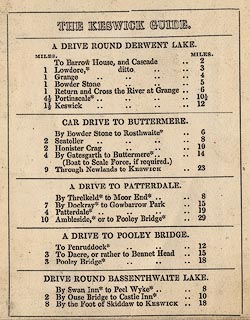 THE KESWICK GUIDE.
A DRIVE ROUND DERWENT LAKE.
MILES. MILES.
To Barrow House, and Cascade -- 2
1 Lowdore,* ditto -- 3
1 Grange -- 4
1 Bowder Stone -- 5
1 Return and Cross the River at Grange -- 6
4½ Portinscale* -- 10½
1½ Keswick -- 12
CAR DRIVE TO BUTTERMERE.
By Bowder Stone to Rosthwaite* -- 6
2 Seatoller -- 8
2 Honister Crag -- 10
4 By Gatesgarth to Buttermere* -- 14
(Boat to Scale Force, if required.)
9 Through Newlands to KESWICK -- 23
A DRIVE TO PATTERDALE.
By Threlkeld* to Moor End* -- 8
7 By Dockray* to Gowbarrow Park -- 15
4 Patterdale* -- 19
10 Ambleside,* or to Pooley Bridge* -- 29
A DRIVE TO POOLEY BRIDGE.
To Penruddock* -- 12
3 To Dacre, or rather to Bennet Head -- 15
3 Pooley Bridge* -- 18
DRIVE ROUND BASSENTHWAITE LAKE.
By Swan Inn* to Peel Wyke* -- 8
2 By Ouse Bridge to Castle Inn* -- 10
8 By the Foot of Skiddaw to KESWICK -- 18